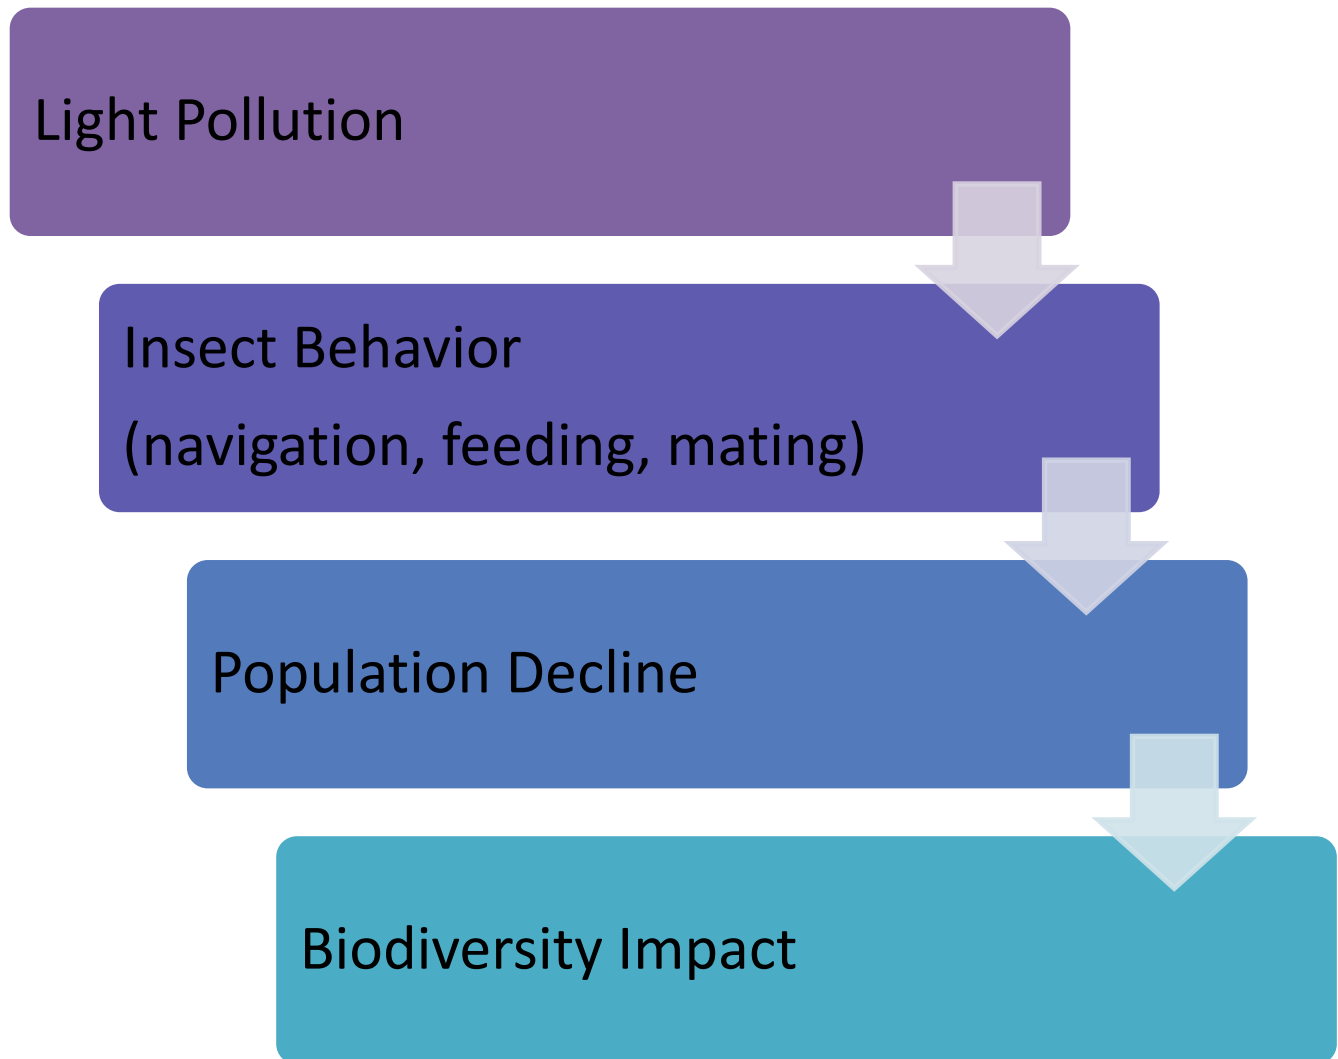 Light Pollution
Insect Behavior
(navigation, feeding, mating)
Population Decline
Biodiversity Impact